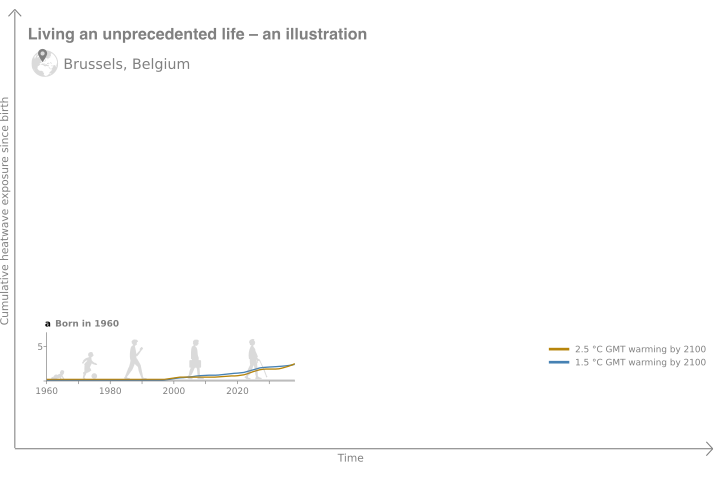 Living an unprecedented life – an illustration
Brussels, Belgium
Cumulative heatwave exposure since birth
a Born in 1960
5
1960 1980 2000 2020
2.5 °C GMT warming by 2100
1.5 °C GMT warming by 2100
Time